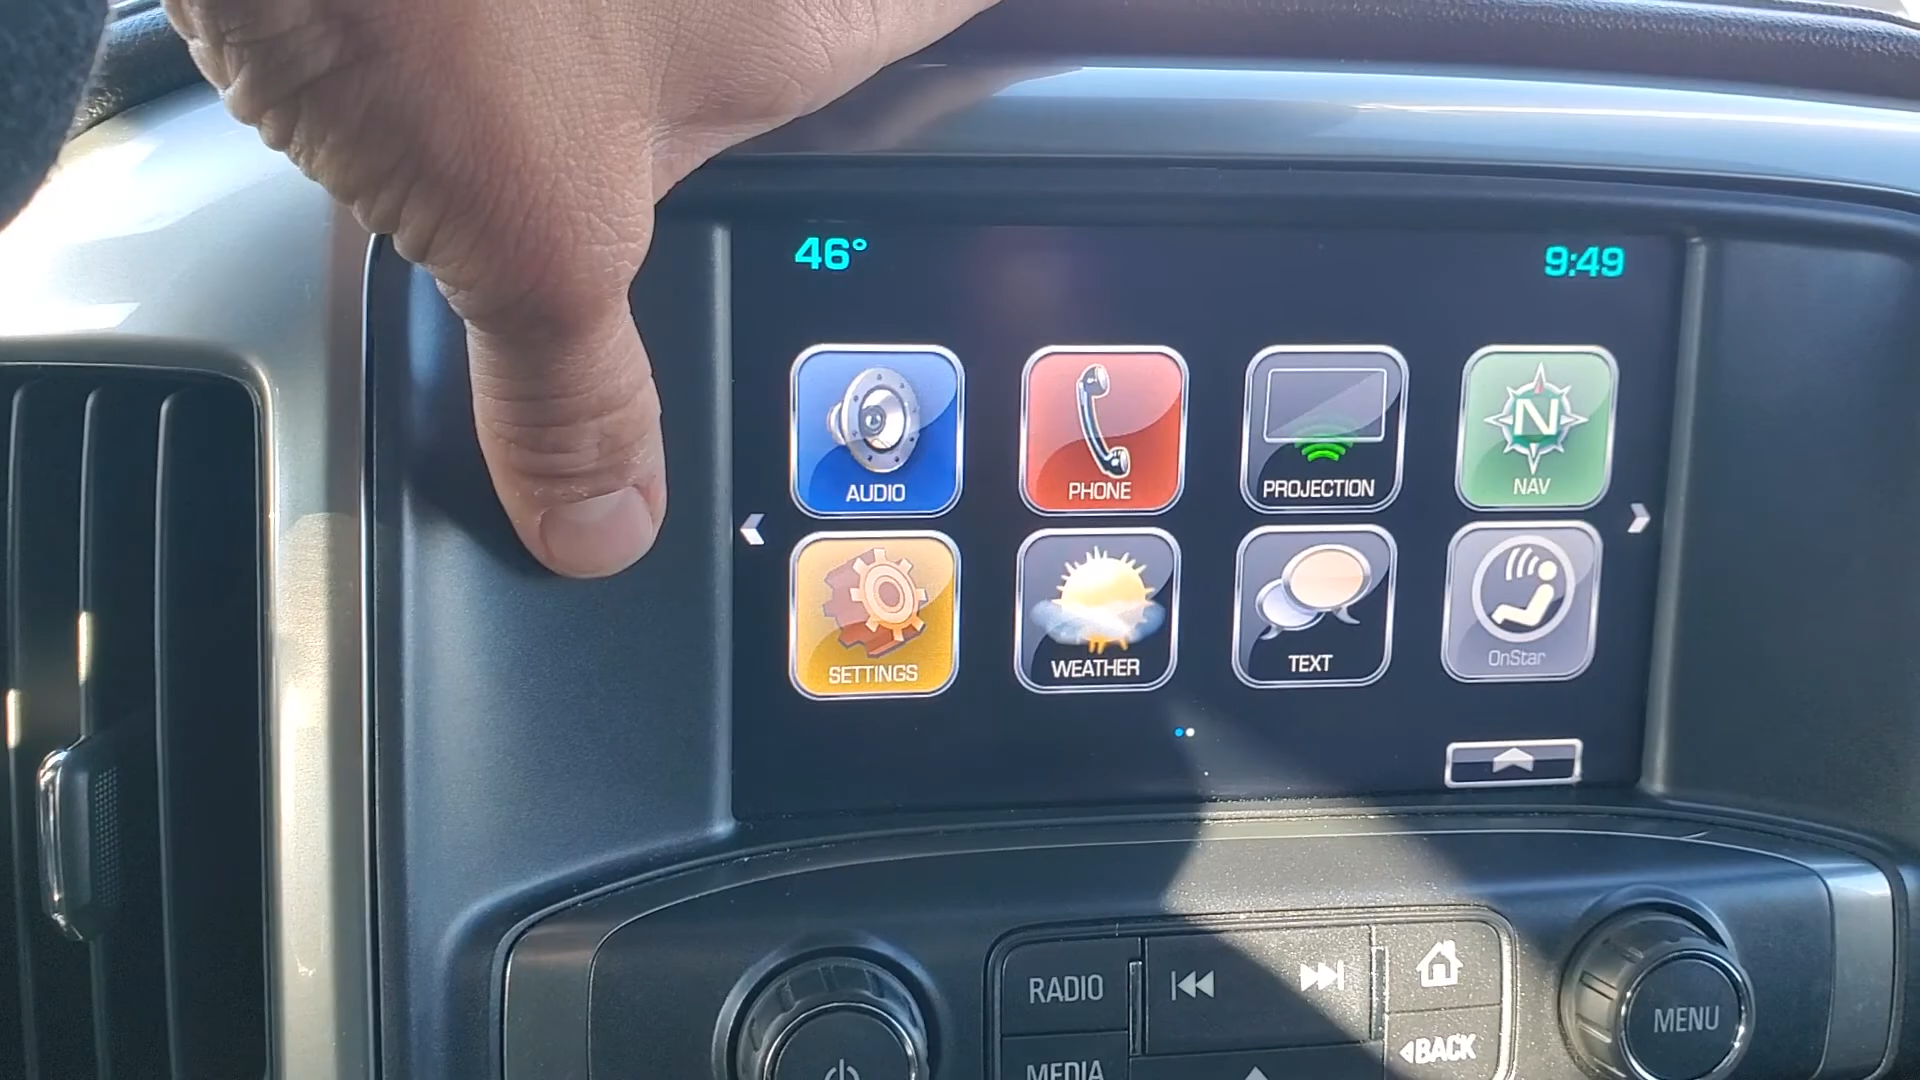 46° 9:49
AUDIO PHONE PROJECTION N NAV
SETTINGS WEATHER TEXT OnStar
RADIO
MEDIA
BACK
MENU